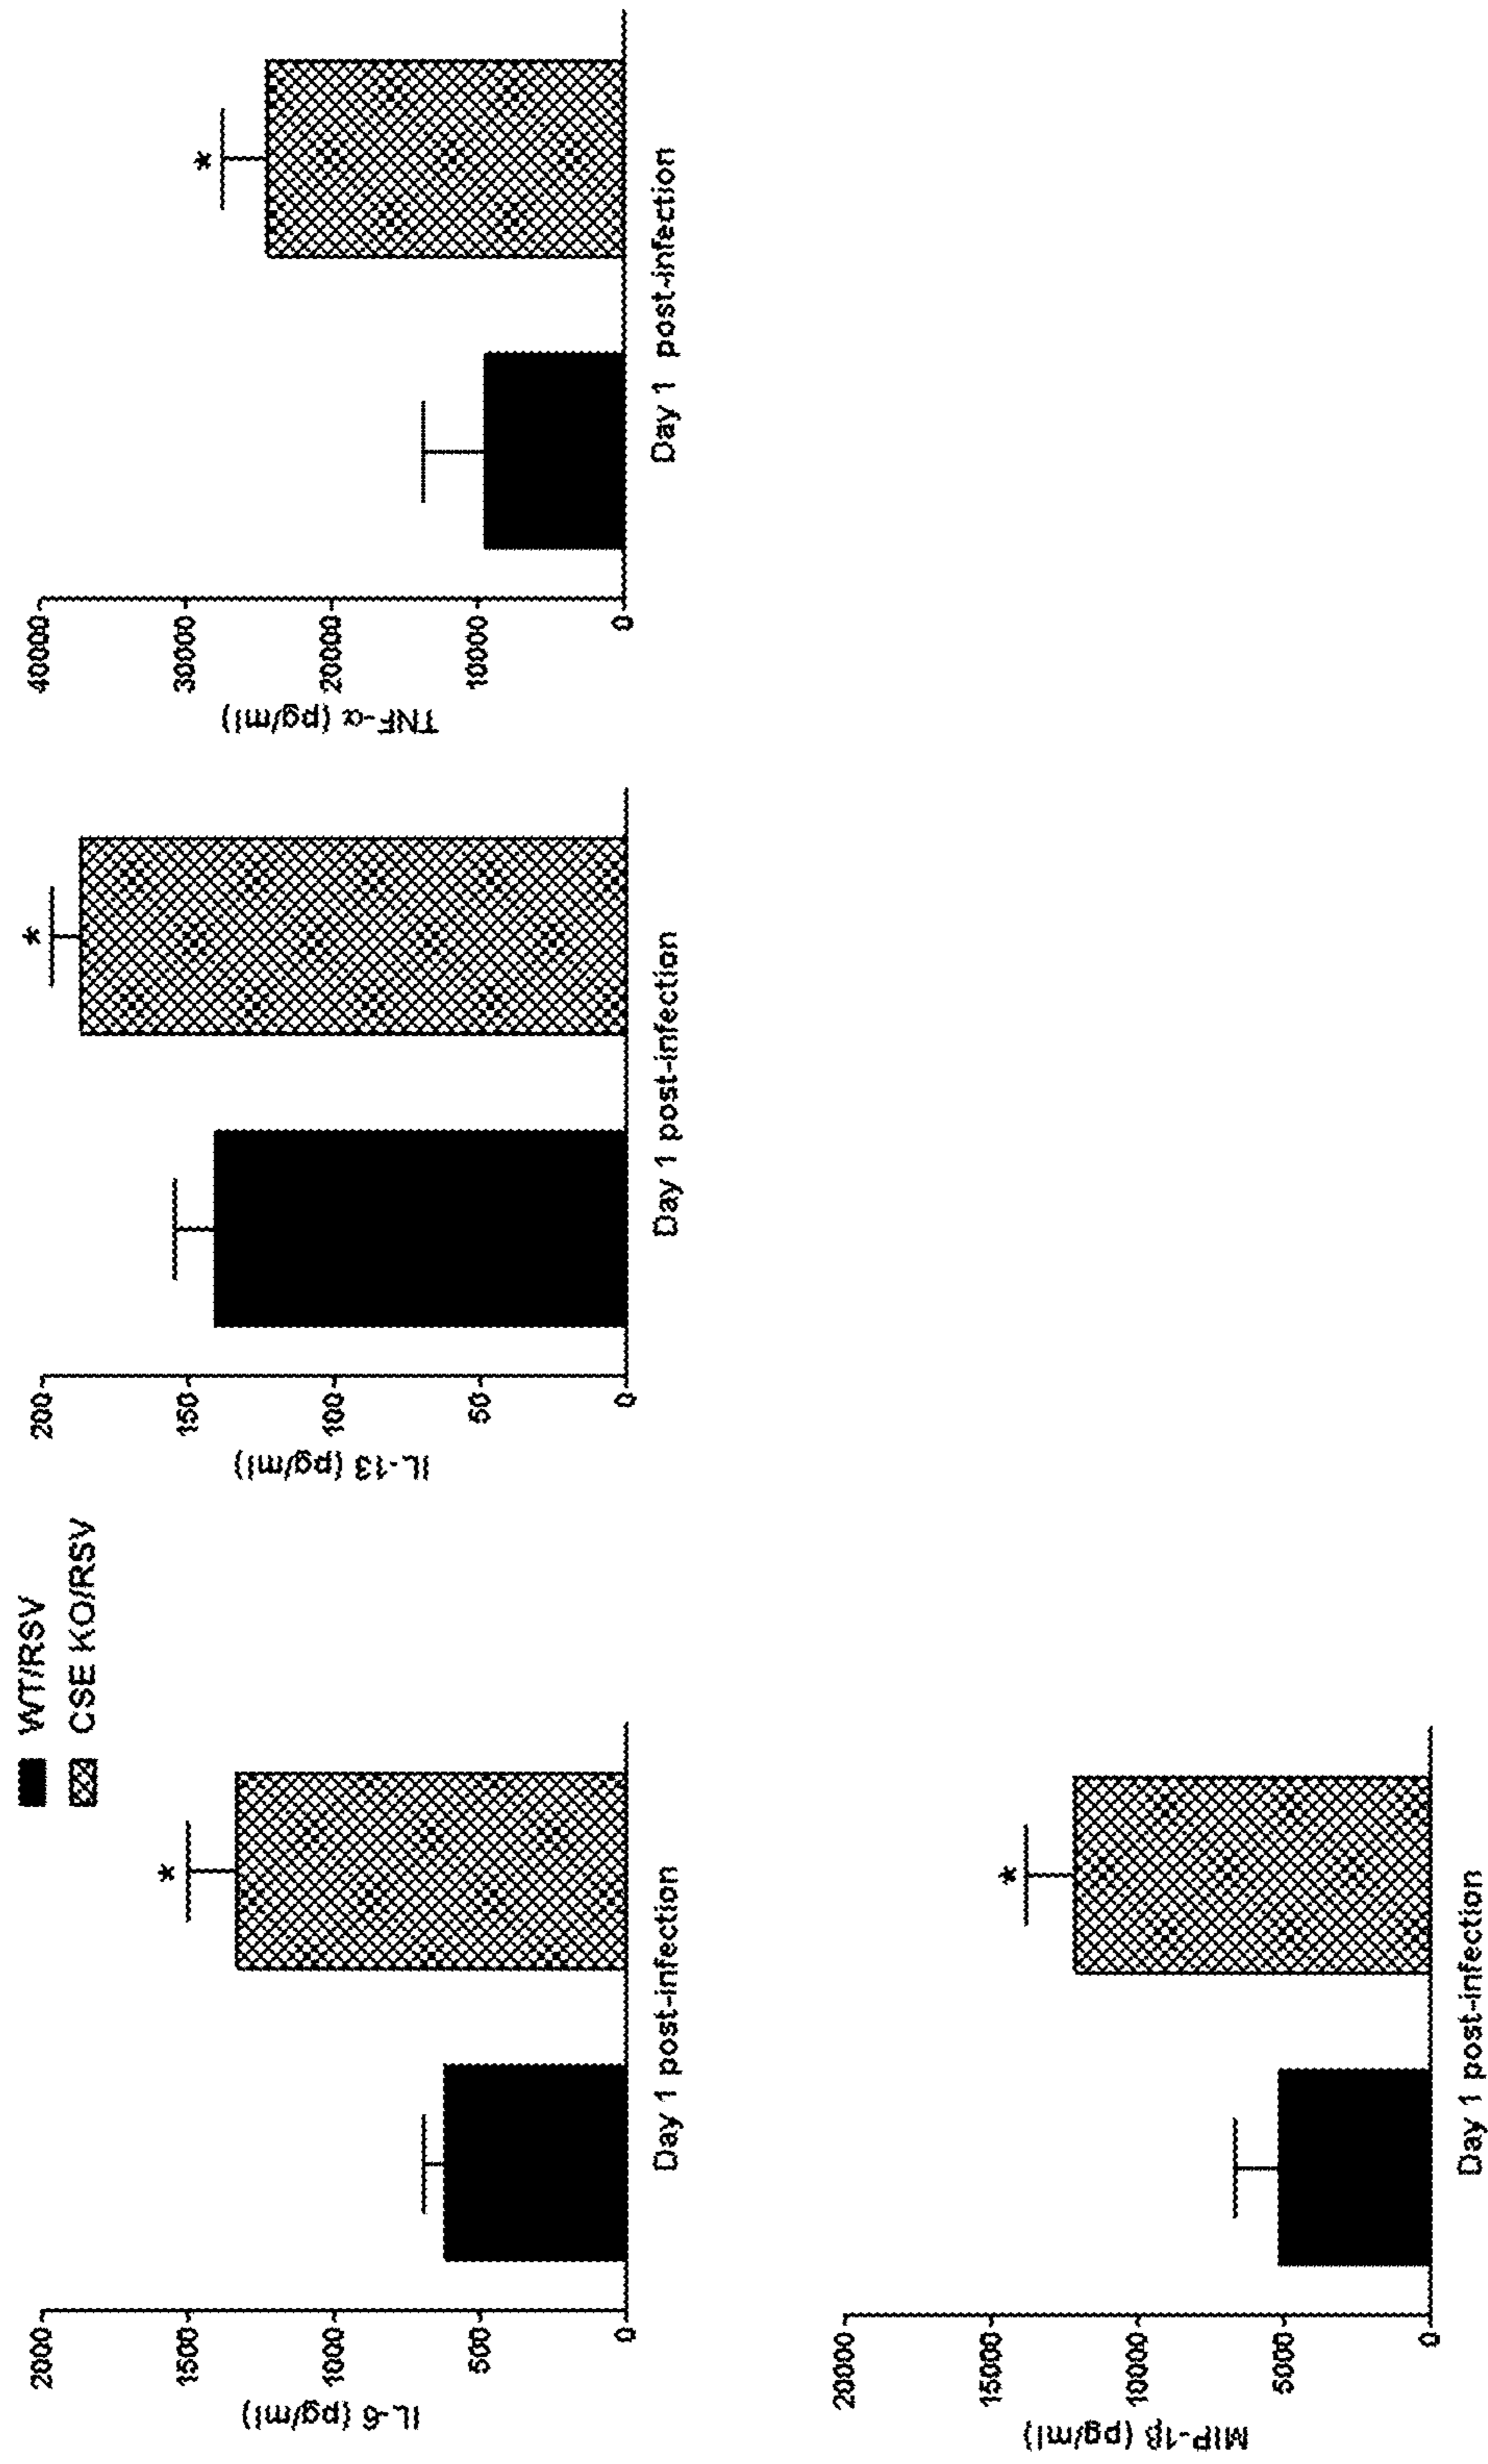 WT/RSV
CSE KO/RSV
IL-6 (pg/ml)
2000
1500
1000
500
0
*
Day 1 post-infection
IL-13 (pg/ml)
200
150
100
50
0
*
Day 1 post-infection
TNF-α (pg/ml)
40000
30000
20000
10000
0
*
Day 1 post-infection
MIP-1β (pg/ml)
20000
15000
10000
5000
0
*
Day 1 post-infection